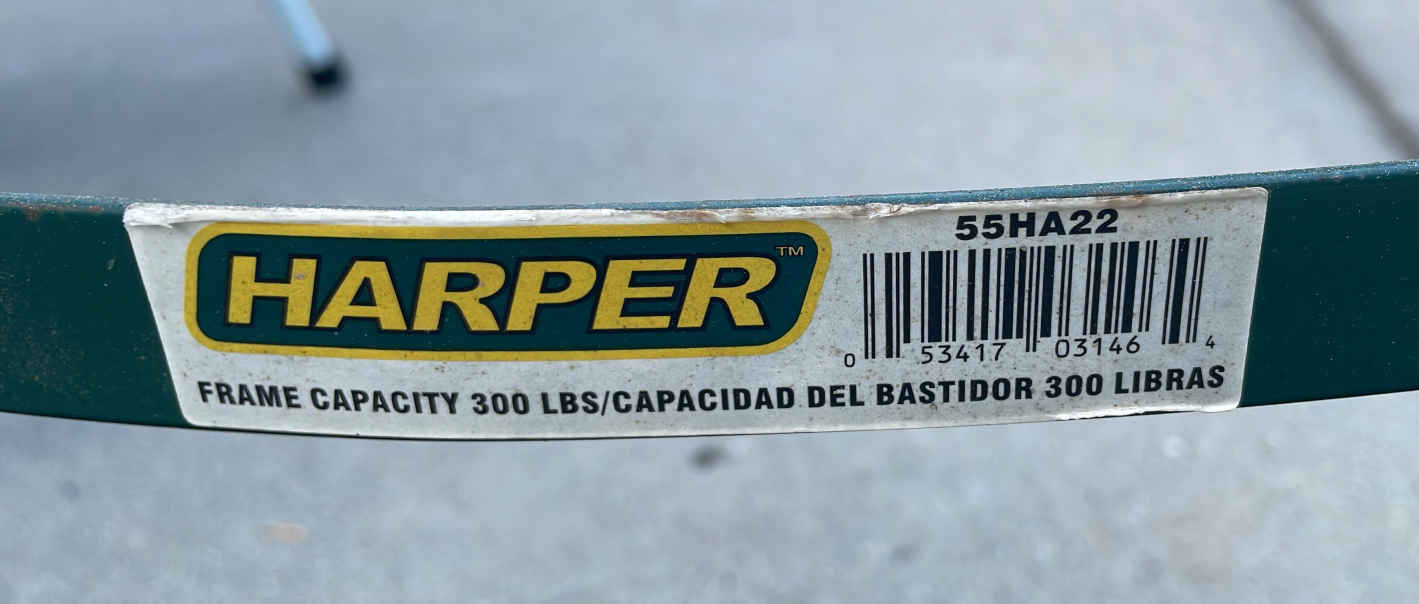 HARPER™
55HA22
0 53417 03146 4
FRAME CAPACITY 300 LBS/CAPACIDAD DEL BASTIDOR 300 LIBRAS